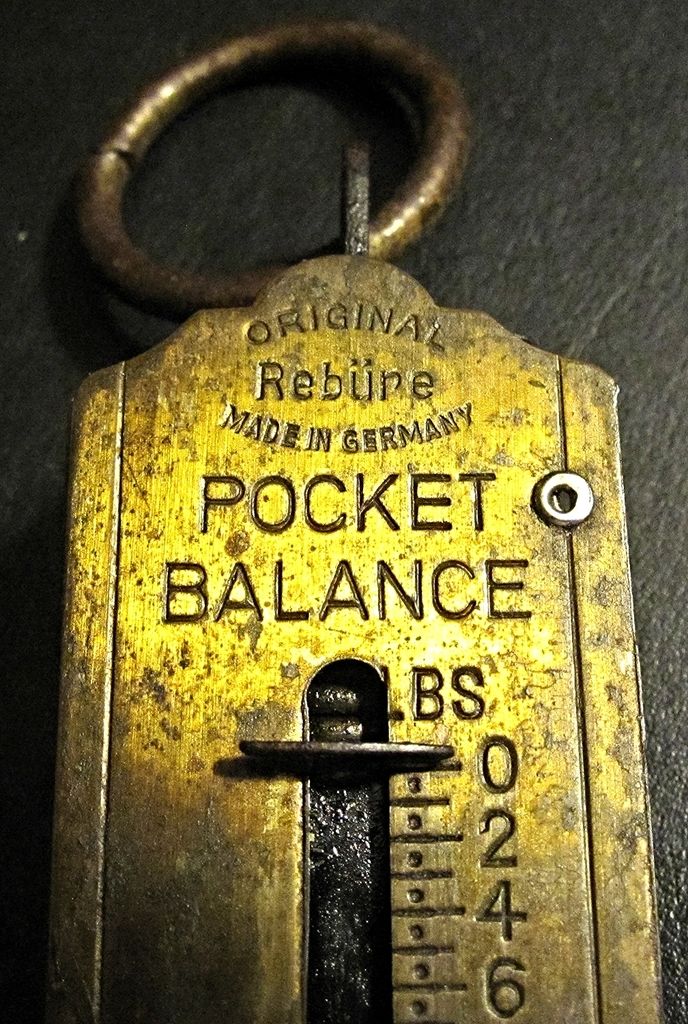 ORIGINAL
Rebüre
MADE IN GERMANY
POCKET
BALANCE
LBS
0
2
4
6